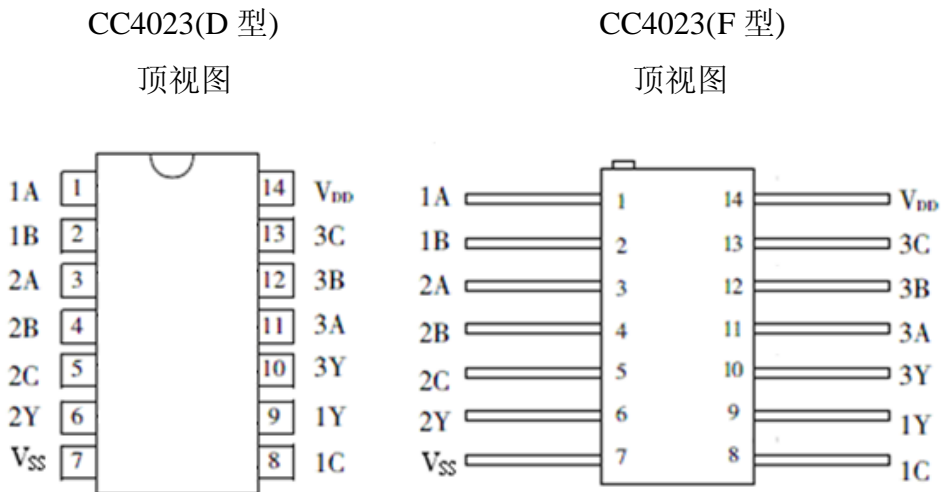 CC4023(D 型) CC4023(F 型)
顶视图 顶视图
1A 1 14 VDD 1A 1 14 VDD
1B 2 13 3C 1B 2 13 3C
2A 3 12 3B 2A 3 12 3B
2B 4 11 3A 2B 4 11 3A
2C 5 10 3Y 2C 5 10 3Y
2Y 6 9 1Y 2Y 6 9 1Y
VSS 7 8 1C VSS 7 8 1C